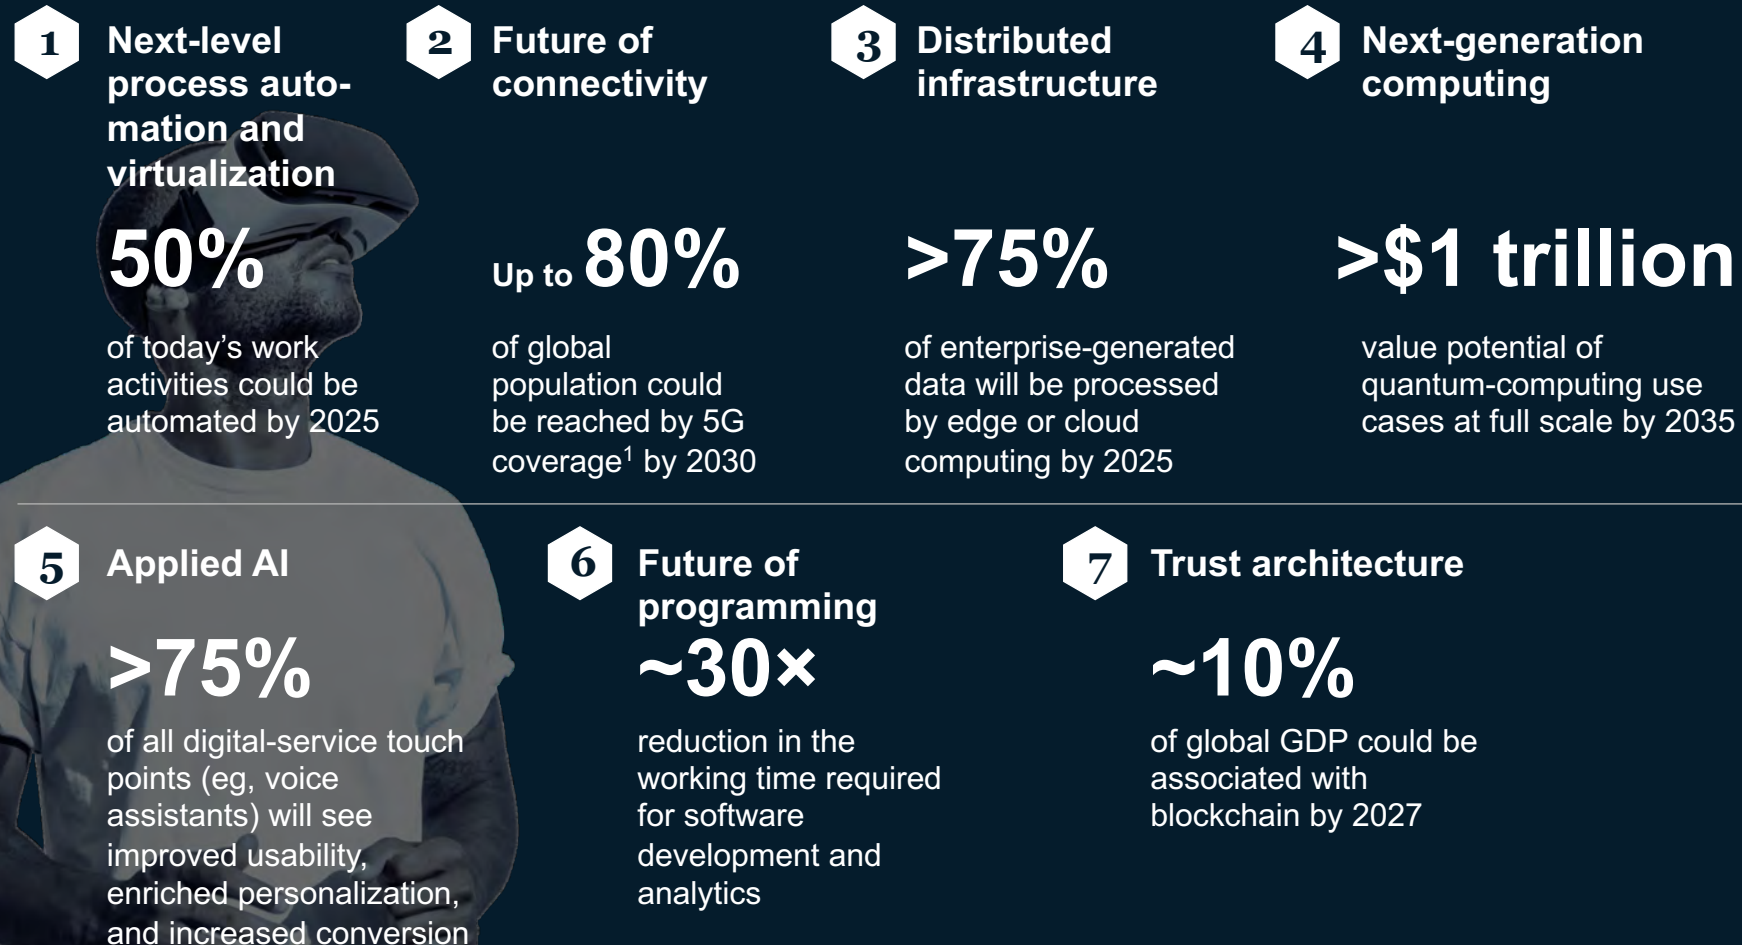 1
Next-level
process auto-
mation and
virtualization
50%
of today’s work
activities could be
automated by 2025
2
Future of
connectivity
Up to 80%
of global
population could
be reached by 5G
coverage¹ by 2030
3
Distributed
infrastructure
>75%
of enterprise-generated
data will be processed
by edge or cloud
computing by 2025
4
Next-generation
computing
>$1 trillion
value potential of
quantum-computing use
cases at full scale by 2035
5
Applied AI
>75%
of all digital-service touch
points (eg, voice
assistants) will see
improved usability,
enriched personalization,
and increased conversion
6
Future of
programming
~30×
reduction in the
working time required
for software
development and
analytics
7
Trust architecture
~10%
of global GDP could be
associated with
blockchain by 2027